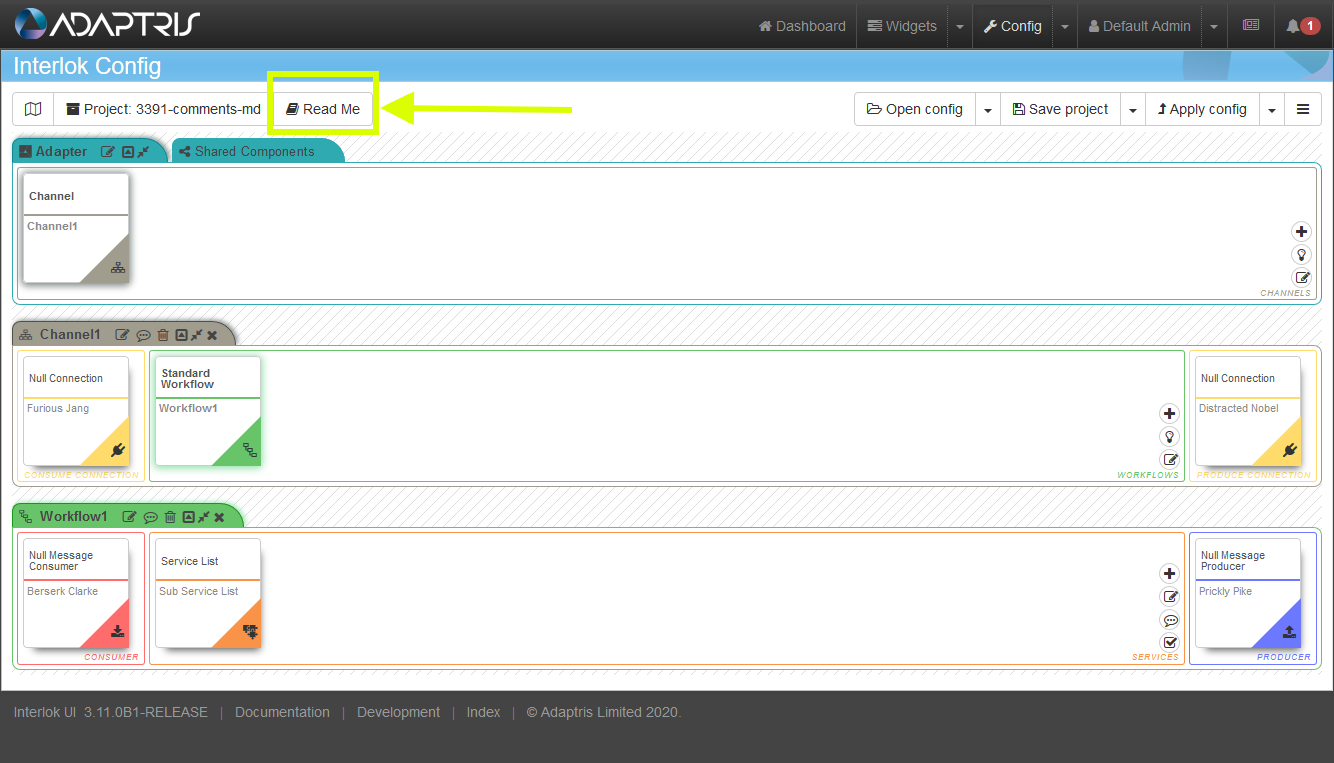 ADAPTRIS
Dashboard
Widgets
Config
Default Admin
1
Interlok Config
Project: 3391-comments-md
Read Me
Open config
Save project
Apply config
Adapter
Shared Components
Channel
Channel1
CHANNELS
Channel1
Null Connection
Furious Jang
CONSUME CONNECTION
Standard
Workflow
Workflow1
WORKFLOWS
Null Connection
Distracted Nobel
PRODUCE CONNECTION
Workflow1
Null Message
Consumer
Berserk Clarke
CONSUMER
Service List
Sub Service List
SERVICES
Null Message
Producer
Prickly Pike
PRODUCER
Interlok UI 3.11.0B1-RELEASE | Documentation | Development | Index | © Adaptris Limited 2020.